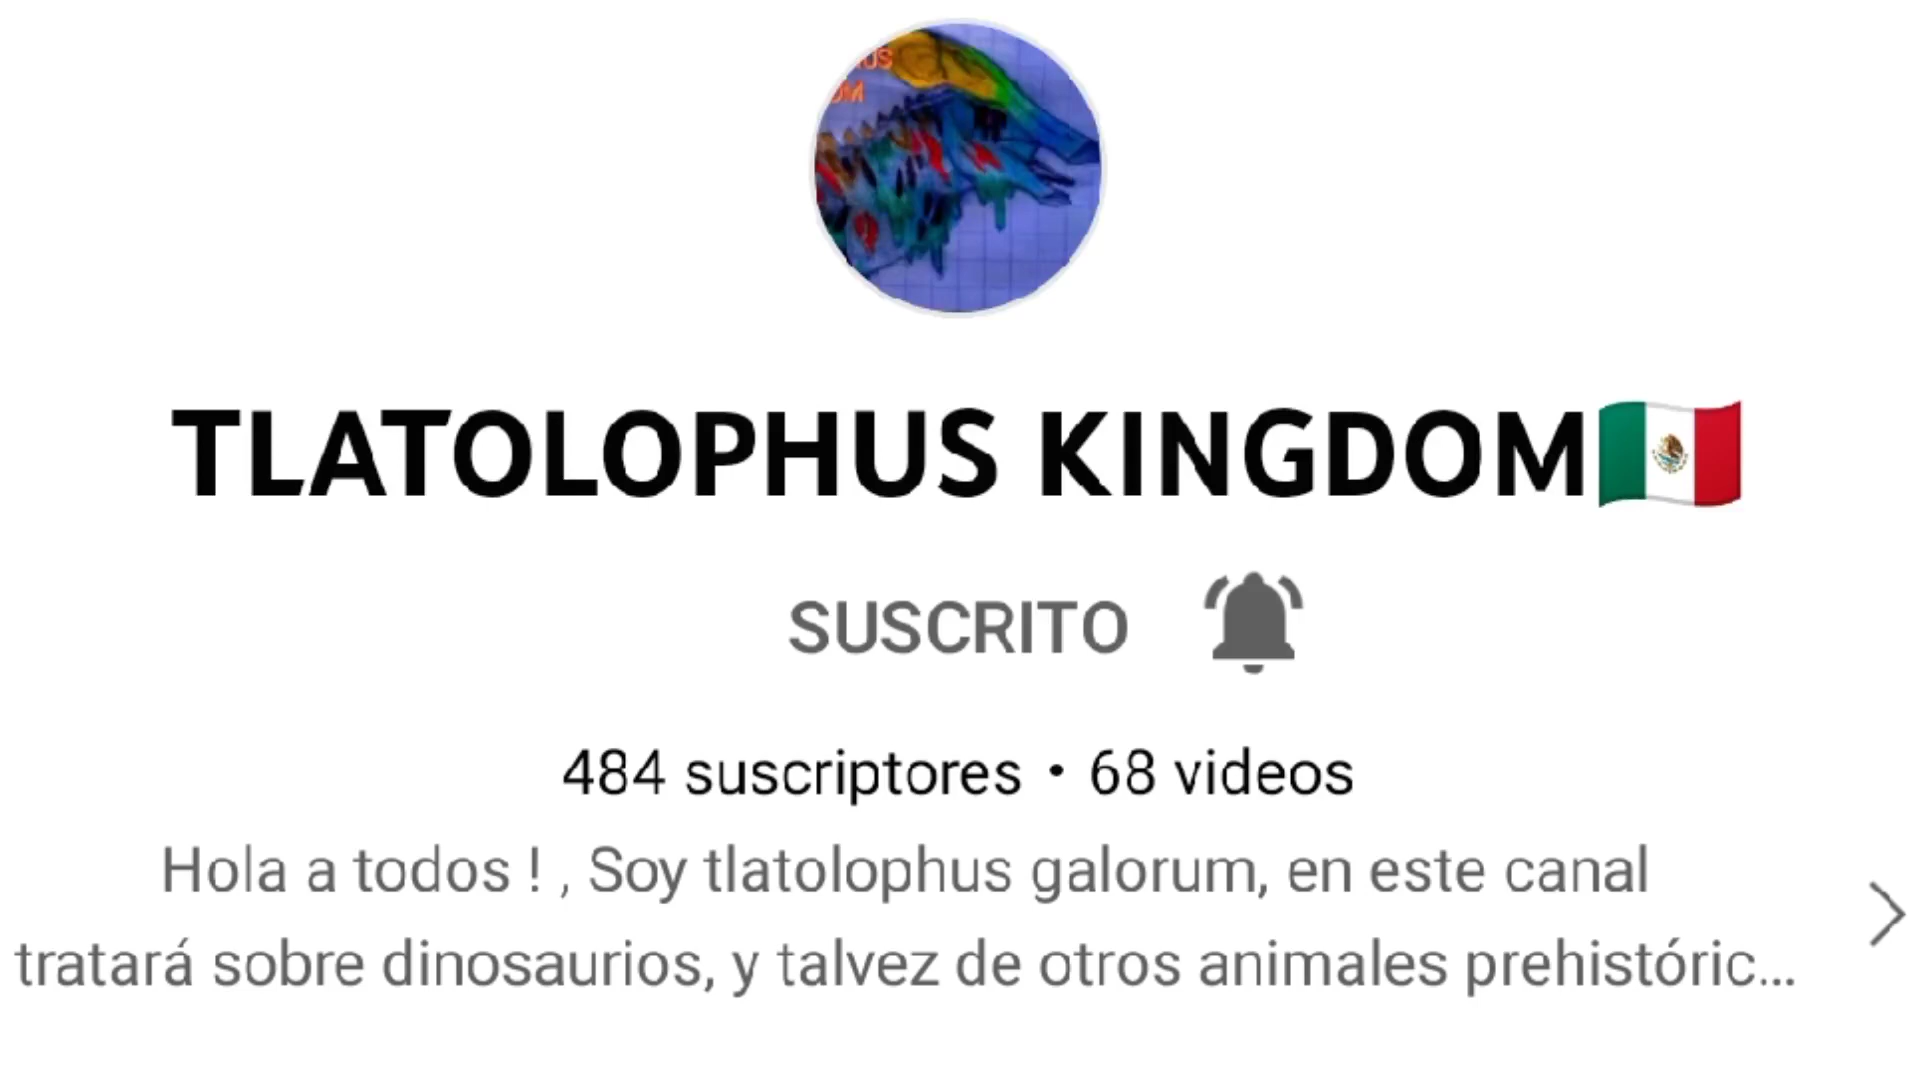 TLATOLOPHUS KINGDOM🇲🇽
SUSCRITO
484 suscriptores • 68 videos
Hola a todos ! , Soy tlatolophus galorum, en este canal
tratará sobre dinosaurios, y talvez de otros animales prehistóric...